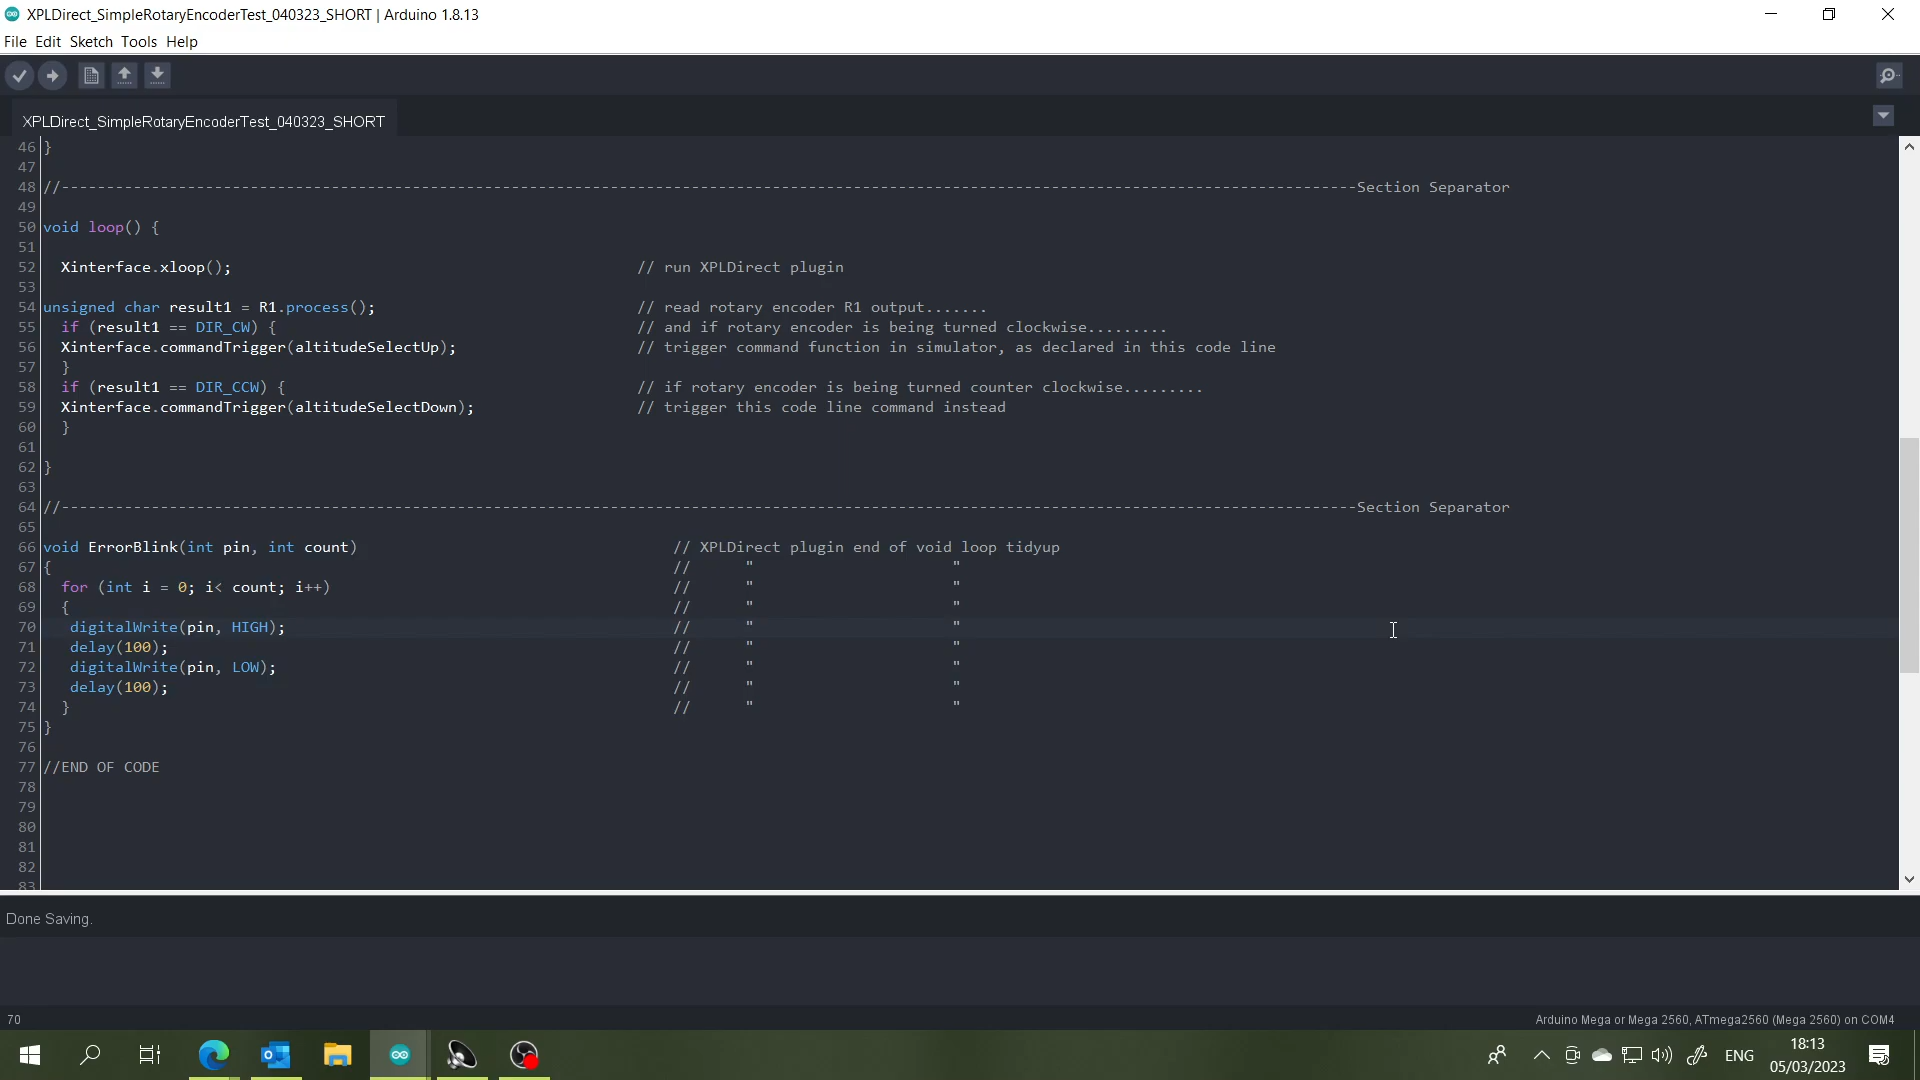 XPLDirect_SimpleRotaryEncoderTest_040323_SHORT | Arduino 1.8.13
File Edit Sketch Tools Help
XPLDirect_SimpleRotaryEncoderTest_040323_SHORT
46 }
47
48 //------------------------------------------------------------------------------------------------------------------------------------------------Section Separator
49
50 void loop() {
51
52 Xinterface.xloop(); // run XPLDirect plugin
53
54 unsigned char result1 = R1.process(); // read rotary encoder R1 output.......
55 if (result1 == DIR_CW) { // and if rotary encoder is being turned clockwise.........
56 Xinterface.commandTrigger(altitudeSelectUp); // trigger command function in simulator, as declared in this code line
57 }
58 if (result1 == DIR_CCW) { // if rotary encoder is being turned counter clockwise.........
59 Xinterface.commandTrigger(altitudeSelectDown); // trigger this code line command instead
60 }
61
62 }
63
64 //------------------------------------------------------------------------------------------------------------------------------------------------Section Separator
65
66 void ErrorBlink(int pin, int count) // XPLDirect plugin end of void loop tidyup
67 { // " "
68 for (int i = 0; i< count; i++) // " "
69 { // " "
70 digitalWrite(pin, HIGH); // " "
71 delay(100); // " "
72 digitalWrite(pin, LOW); // " "
73 delay(100); // " "
74 } // " "
75 }
76
77 //END OF CODE
78
79
80
81
82
83
Done Saving.
70 Arduino Mega or Mega 2560, ATmega2560 (Mega 2560) on COM4
ENG
18:13
05/03/2023